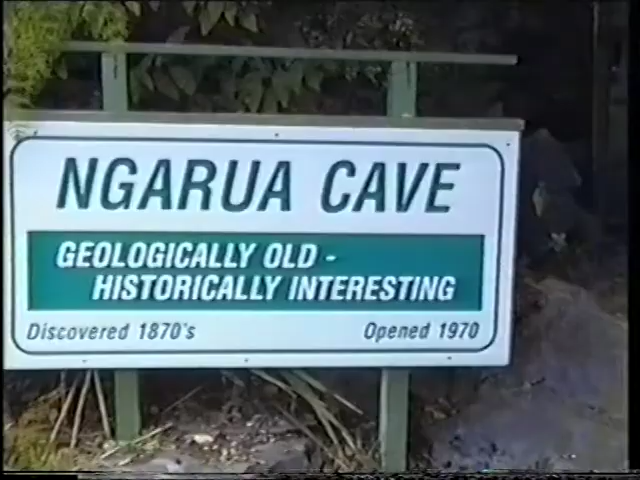 NGARUA CAVE
GEOLOGICALLY OLD -
HISTORICALLY INTERESTING
Discovered 1870's Opened 1970